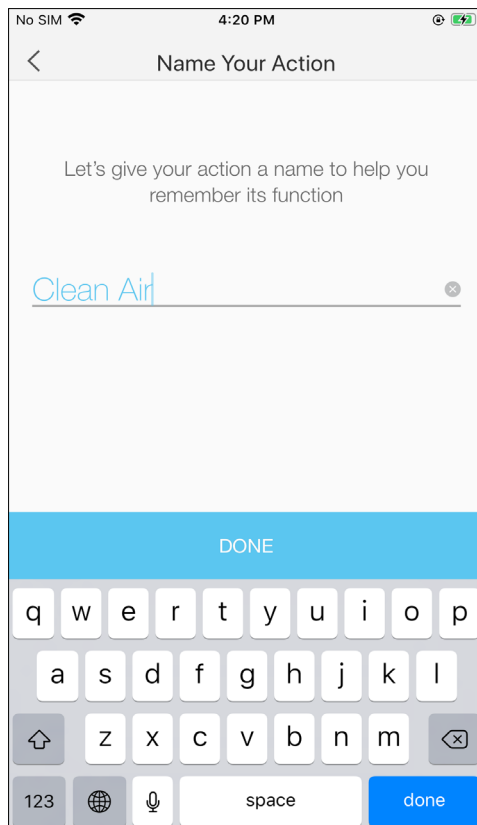 No SIM 4:20 PM
Name Your Action
Let's give your action a name to help you
remember its function
Clean Air
DONE
q w e r t y u i o p
a s d f g h j k l
z x c v b n m
123 space done